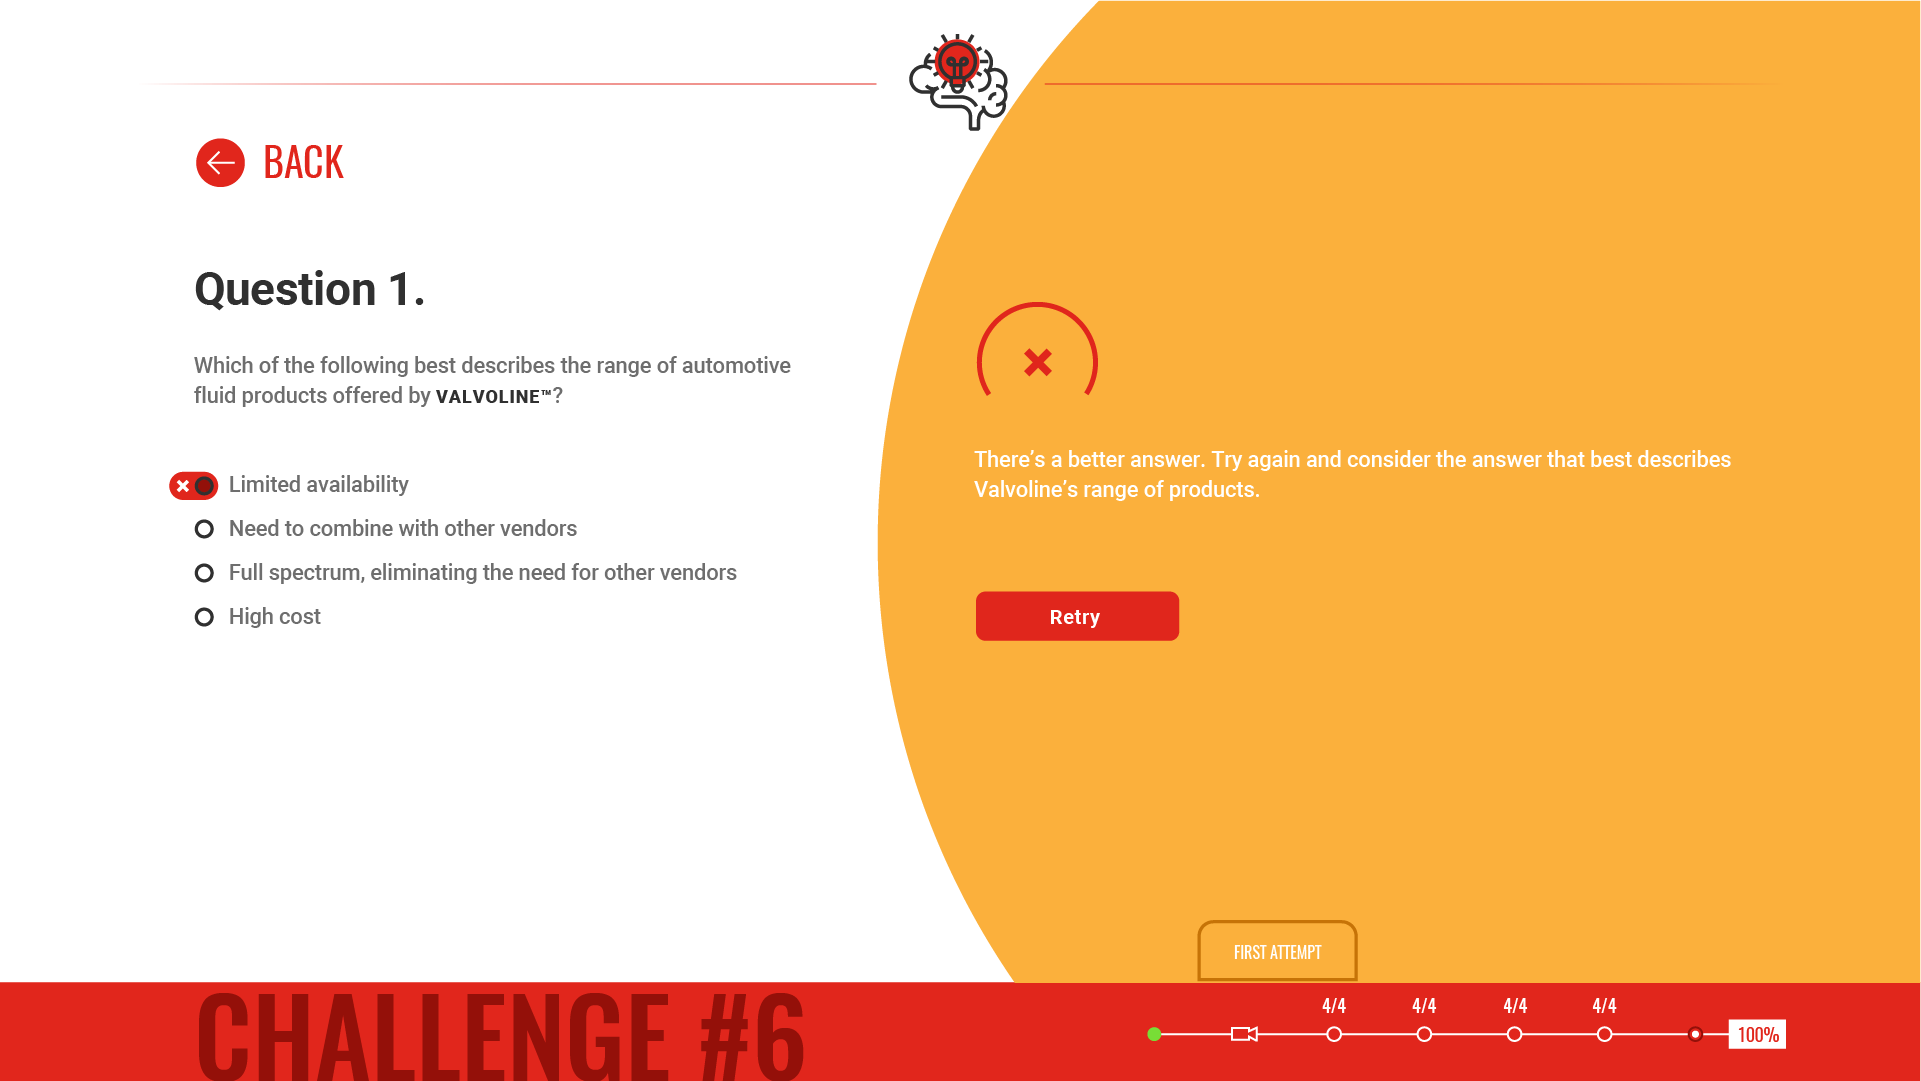 BACK
Question 1.
Which of the following best describes the range of automotive
fluid products offered by VALVOLINE™?
Limited availability
Need to combine with other vendors
Full spectrum, eliminating the need for other vendors
High cost
There’s a better answer. Try again and consider the answer that best describes
Valvoline’s range of products.
Retry
FIRST ATTEMPT
CHALLENGE #6
4/4 4/4 4/4 4/4
100%